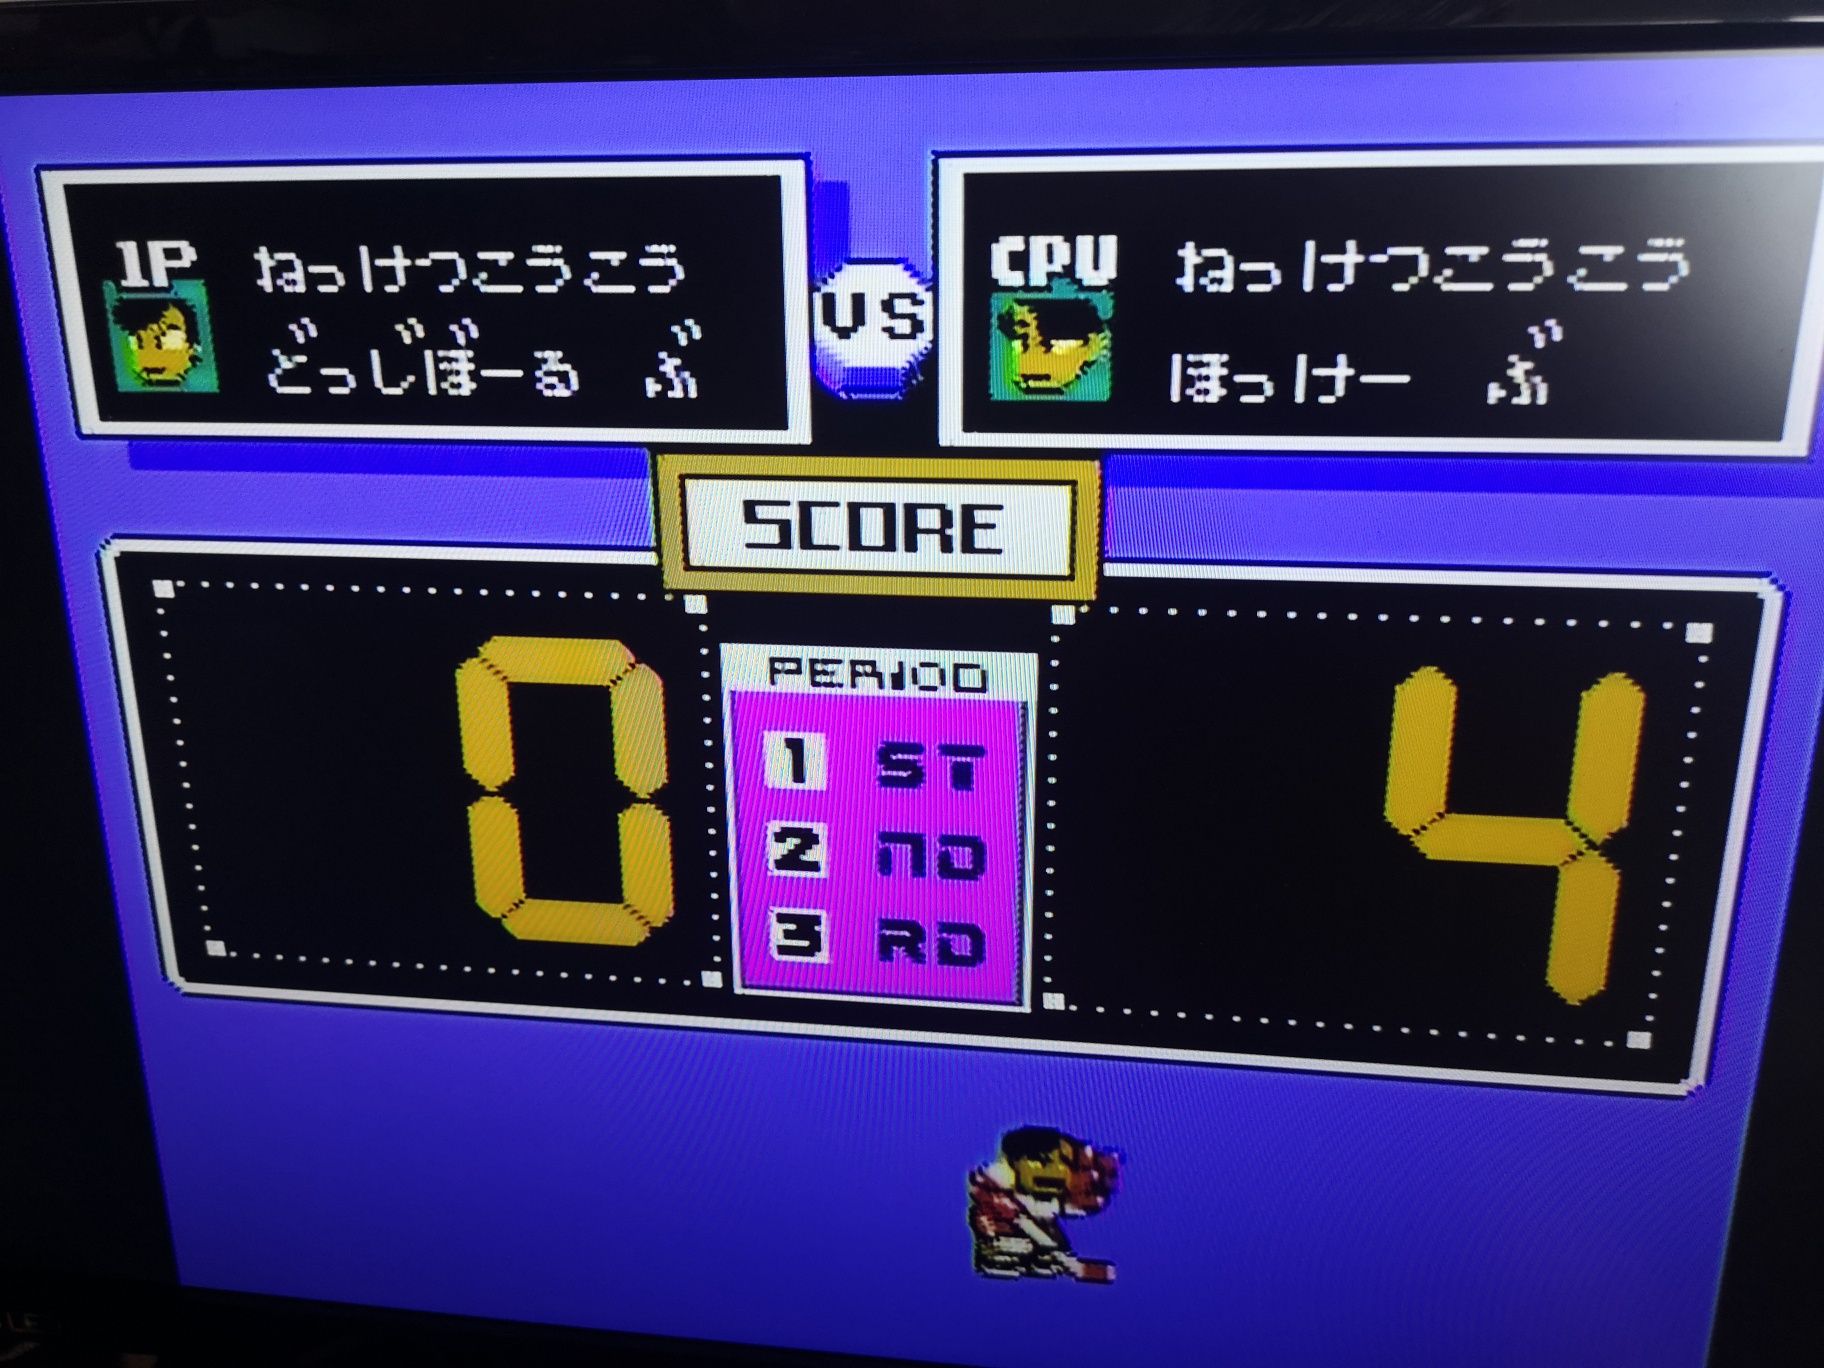 1P
ねっけつこうこう
どっじぼーる ぶ
VS
CPU
ねっけつこうこう
ほっけー ぶ
SCORE
0
PERIOD
1 ST
2 ND
3 RD
4